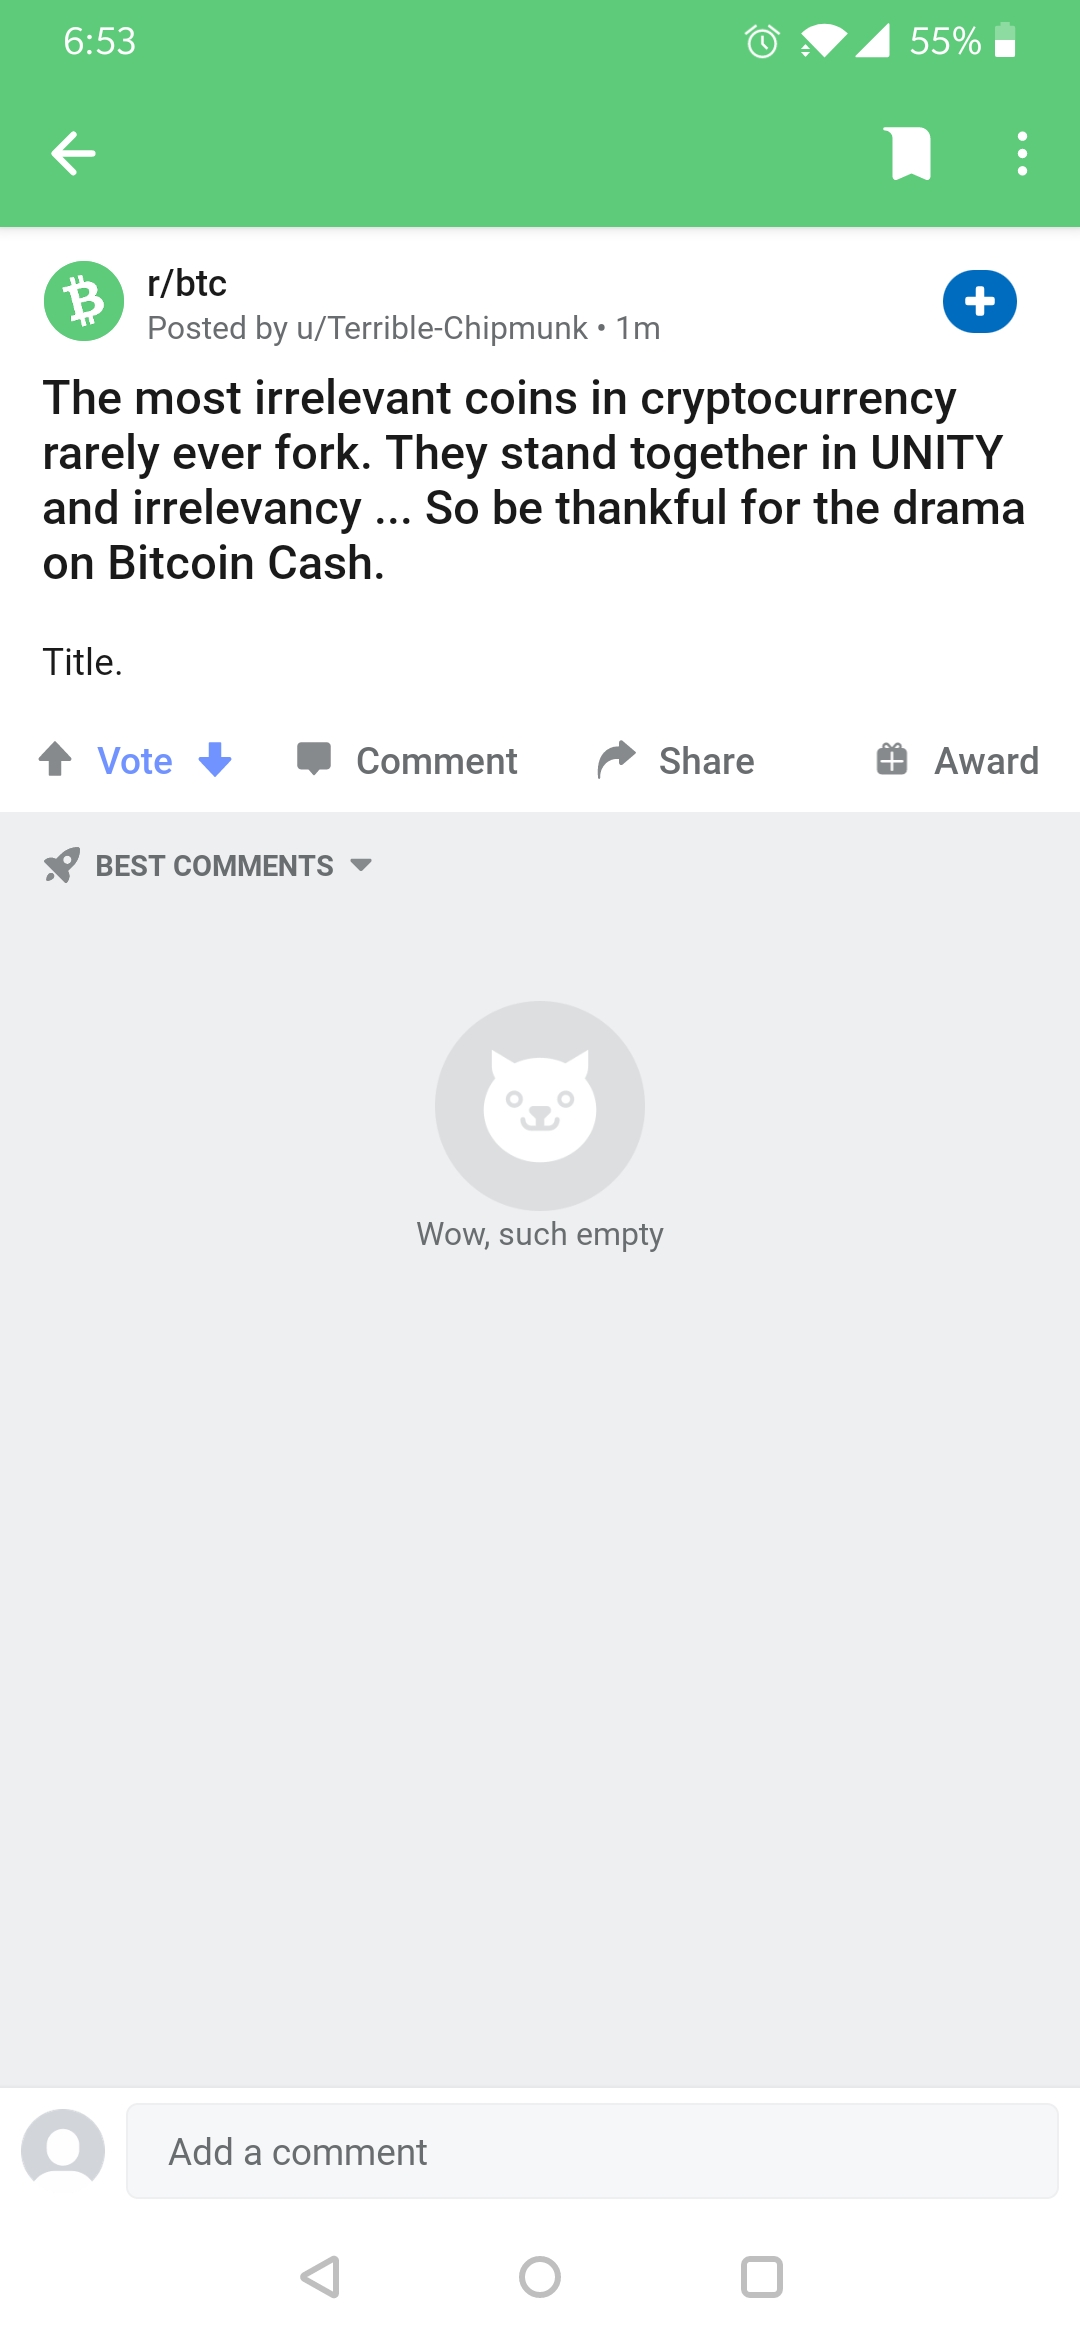 6:53
55%
r/btc
Posted by u/Terrible-Chipmunk • 1m
The most irrelevant coins in cryptocurrency
rarely ever fork. They stand together in UNITY
and irrelevancy ... So be thankful for the drama
on Bitcoin Cash.
Title.
Vote
Comment
Share
Award
BEST COMMENTS
Wow, such empty
Add a comment